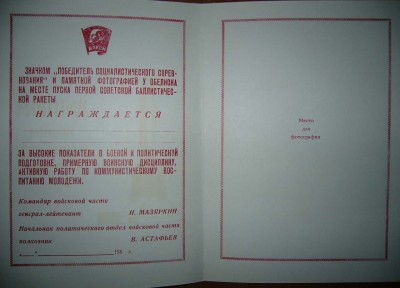 ВЛКСМ
ЗНАЧКОМ „ПОБЕДИТЕЛЬ СОЦИАЛИСТИЧЕСКОГО СОРЕВ-
НОВАНИЯ" И ПАМЯТНОЙ ФОТОГРАФИЕЙ У ОБЕЛИСКА
НА МЕСТЕ ПУСКА ПЕРВОЙ СОВЕТСКОЙ БАЛЛИСТИЧЕС-
КОЙ РАКЕТЫ
НАГРАЖДАЕТСЯ
ЗА ВЫСОКИЕ ПОКАЗАТЕЛИ В БОЕВОЙ И ПОЛИТИЧЕСКОЙ
ПОДГОТОВКЕ, ПРИМЕРНУЮ ВОИНСКУЮ ДИСЦИПЛИНУ,
АКТИВНУЮ РАБОТУ ПО КОММУНИСТИЧЕСКОМУ ВОС-
ПИТАНИЮ МОЛОДЕЖИ.
Командир войсковой части
генерал-лейтенант Н. МАЗЯРКИН
Начальник политического отдела войсковой части
полковник В. АСТАФЬЕВ
Место
для
фотографии